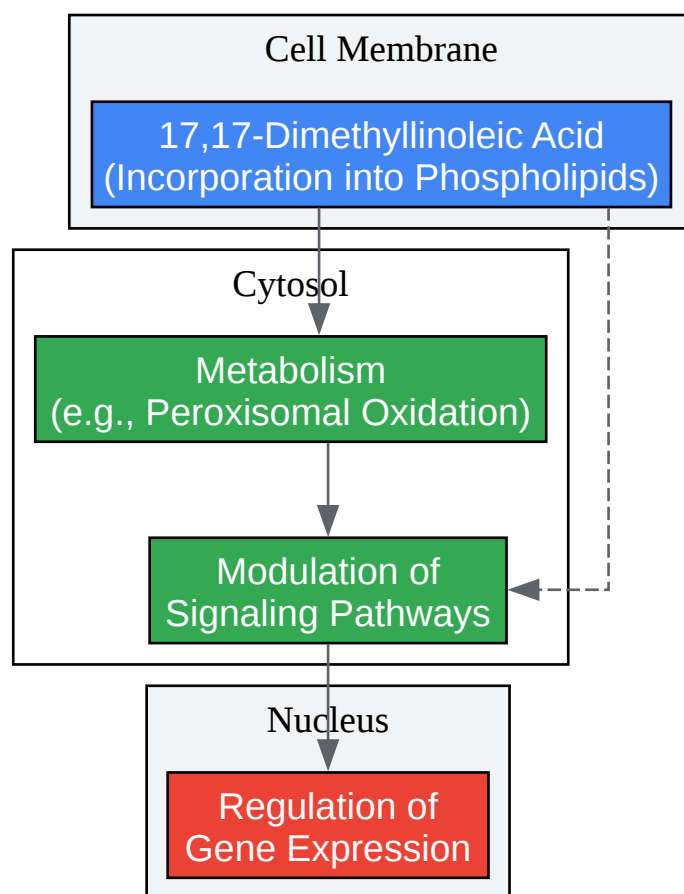 Cell Membrane
17,17-Dimethyllinoleic Acid
(Incorporation into Phospholipids)
Cytosol
Metabolism
(e.g., Peroxisomal Oxidation)
Modulation of
Signaling Pathways
Nucleus
Regulation of
Gene Expression